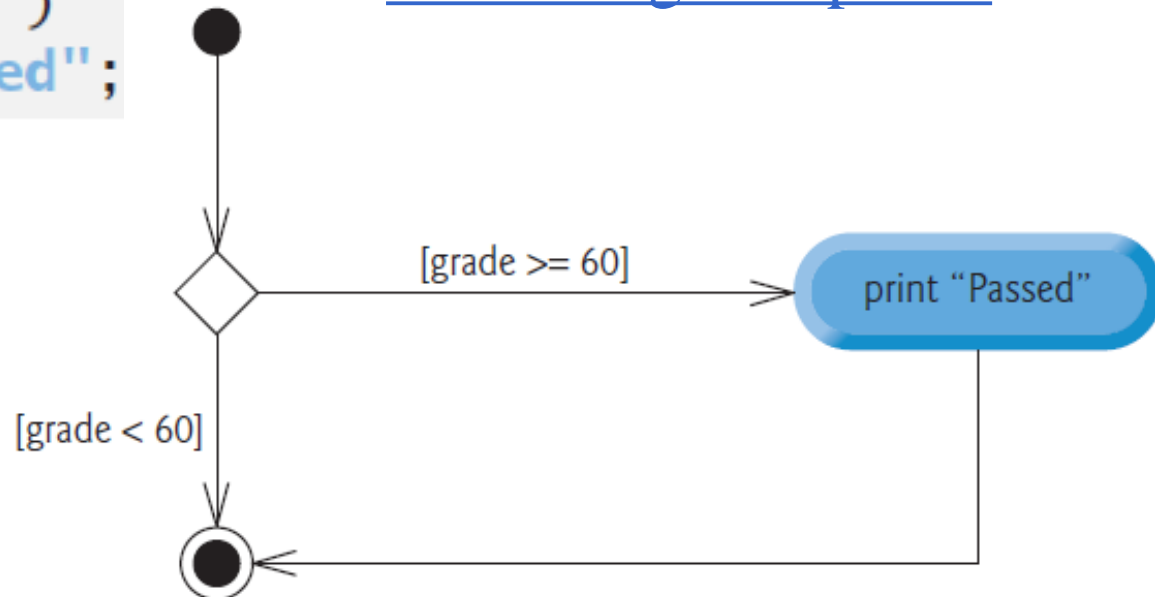 )
ed";
[grade >= 60]
print “Passed”
[grade < 60]